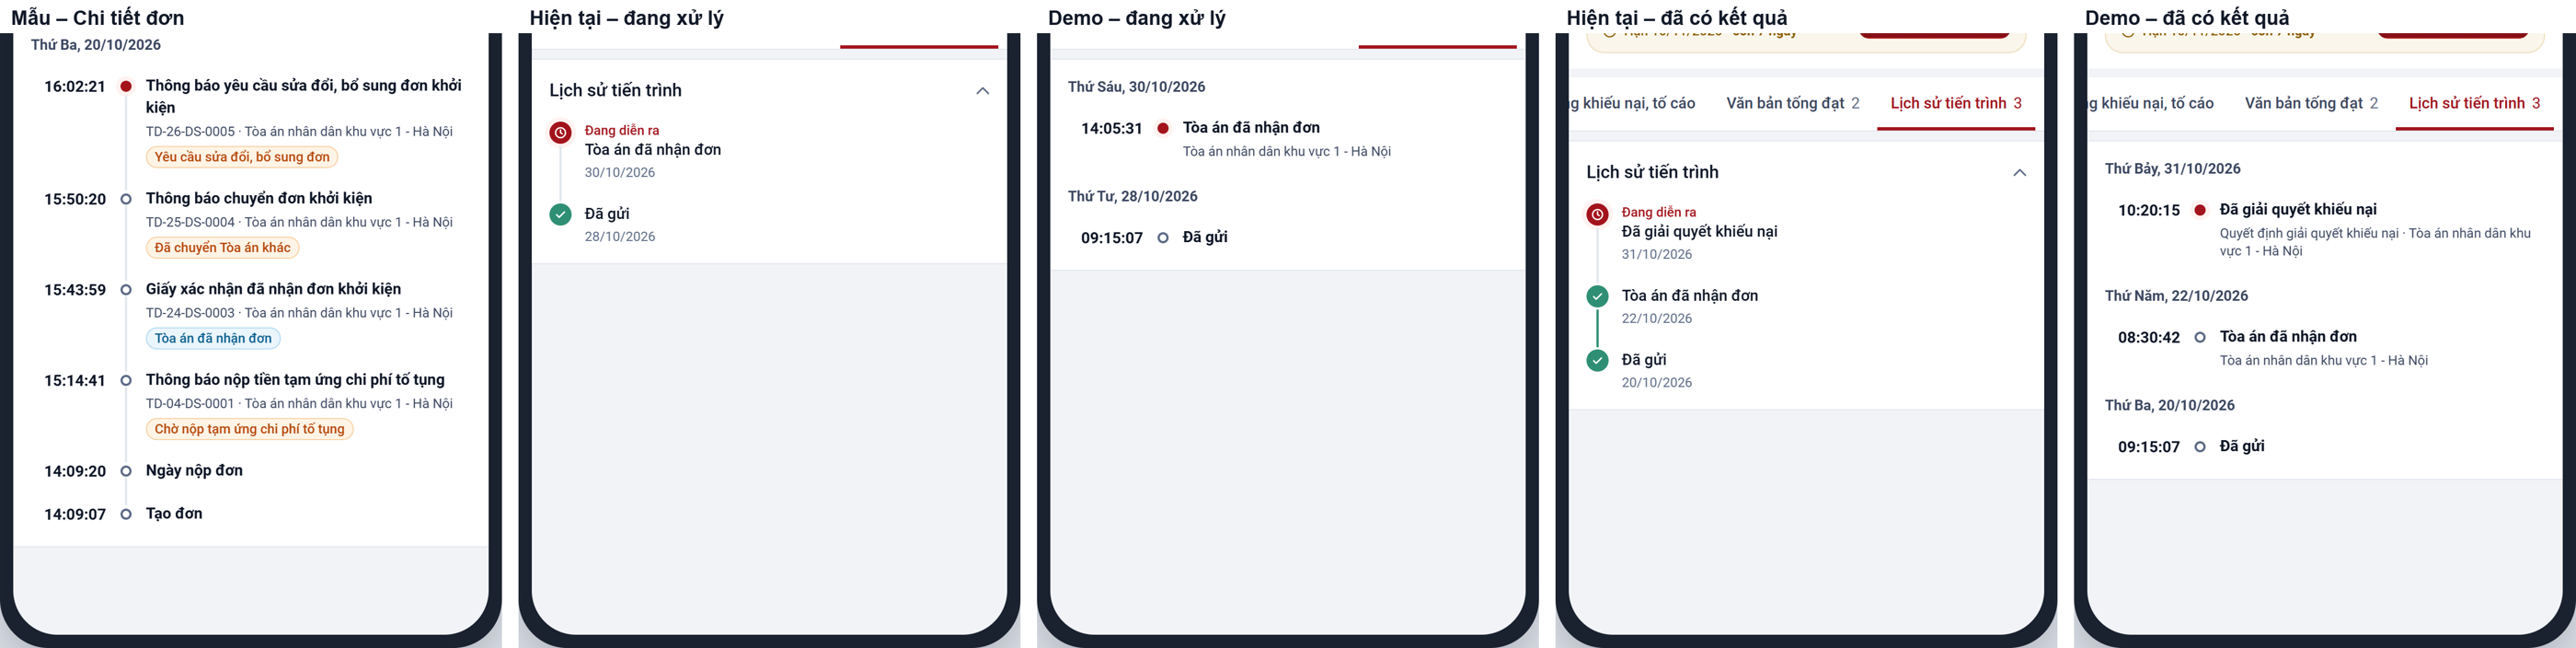 Mẫu – Chi tiết đơn
Thứ Ba, 20/10/2026
16:02:21
Thông báo yêu cầu sửa đổi, bổ sung đơn khởi
kiện
TD-26-DS-0005 · Tòa án nhân dân khu vực 1 - Hà Nội
Yêu cầu sửa đổi, bổ sung đơn
15:50:20
Thông báo chuyển đơn khởi kiện
TD-25-DS-0004 · Tòa án nhân dân khu vực 1 - Hà Nội
Đã chuyển Tòa án khác
15:43:59
Giấy xác nhận đã nhận đơn khởi kiện
TD-24-DS-0003 · Tòa án nhân dân khu vực 1 - Hà Nội
Tòa án đã nhận đơn
15:14:41
Thông báo nộp tiền tạm ứng chi phí tố tụng
TD-04-DS-0001 · Tòa án nhân dân khu vực 1 - Hà Nội
Chờ nộp tạm ứng chi phí tố tụng
14:09:20
Ngày nộp đơn
14:09:07
Tạo đơn
Hiện tại – đang xử lý
Lịch sử tiến trình
Đang diễn ra
Tòa án đã nhận đơn
30/10/2026
Đã gửi
28/10/2026
Demo – đang xử lý
Thứ Sáu, 30/10/2026
14:05:31
Tòa án đã nhận đơn
Tòa án nhân dân khu vực 1 - Hà Nội
Thứ Tư, 28/10/2026
09:15:07
Đã gửi
Hiện tại – đã có kết quả
khiếu nại, tố cáo
Văn bản tống đạt 2
Lịch sử tiến trình 3
Lịch sử tiến trình
Đang diễn ra
Đã giải quyết khiếu nại
31/10/2026
Tòa án đã nhận đơn
22/10/2026
Đã gửi
20/10/2026
Demo – đã có kết quả
khiếu nại, tố cáo
Văn bản tống đạt 2
Lịch sử tiến trình 3
Thứ Bảy, 31/10/2026
10:20:15
Đã giải quyết khiếu nại
Quyết định giải quyết khiếu nại · Tòa án nhân dân khu
vực 1 - Hà Nội
Thứ Năm, 22/10/2026
08:30:42
Tòa án đã nhận đơn
Tòa án nhân dân khu vực 1 - Hà Nội
Thứ Ba, 20/10/2026
09:15:07
Đã gửi